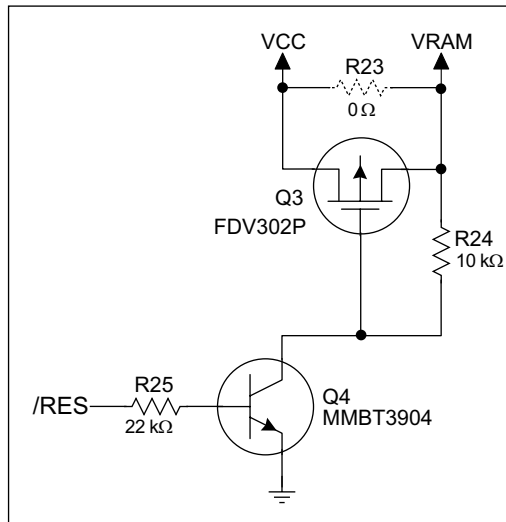 VCC
VRAM
R23
0 Ω
Q3
FDV302P
R24
10 kΩ
R25
/RES
22 kΩ
Q4
MMBT3904